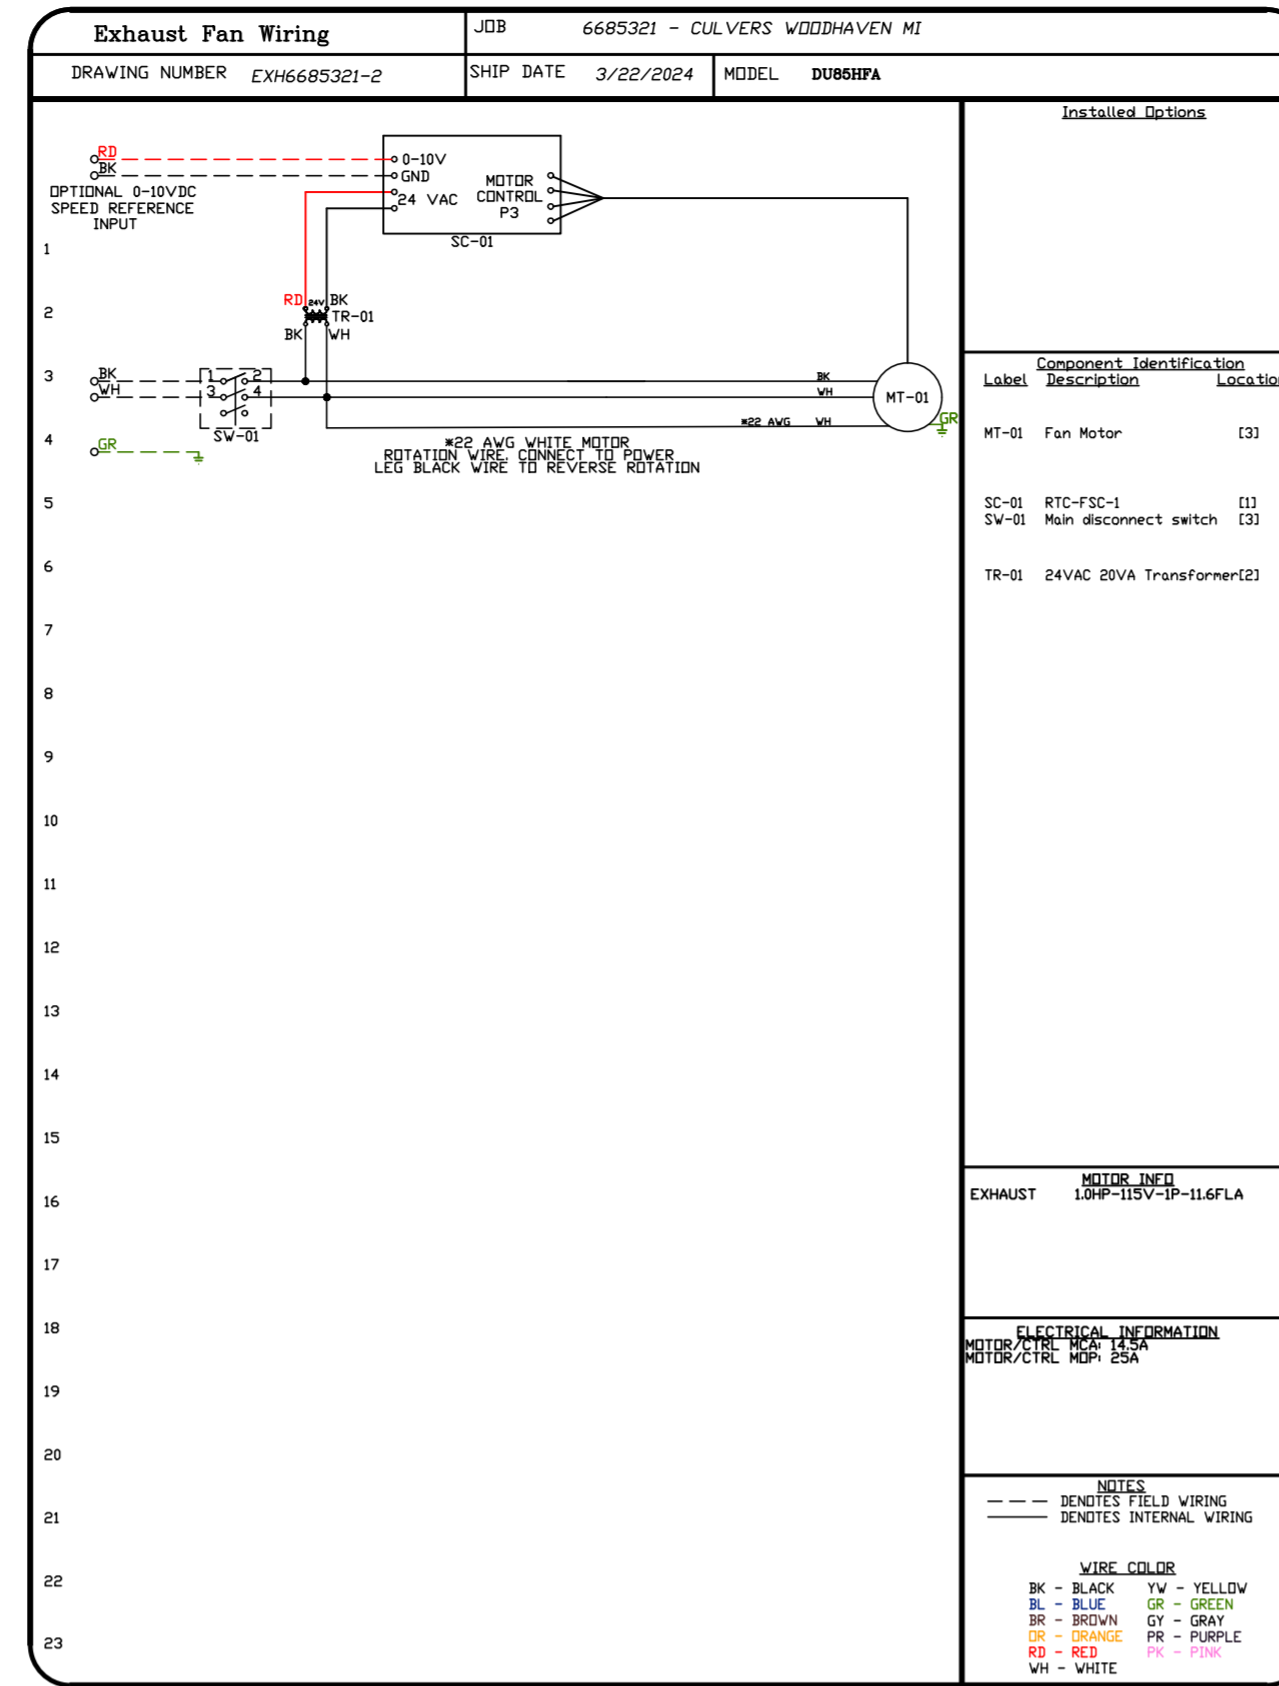 Exhaust Fan Wiring
JOB 6685321 - CULVERS WOODHAVEN MI
DRAWING NUMBER EXH6685321-2
SHIP DATE 3/22/2024
MODEL DU85HFA
RD
BK
OPTIONAL 0-10VDC
SPEED REFERENCE
INPUT
0-10V
GND
24 VAC
MOTOR
CONTROL
P3
SC-01
RD 24V BK
TR-01
BK WH
BK
WH
1 2
3 4
SW-01
GR
BK
WH
*22 AWG WH
MT-01
GR
*22 AWG WHITE MOTOR
ROTATION WIRE. CONNECT TO POWER
LEG BLACK WIRE TO REVERSE ROTATION
1
2
3
4
5
6
7
8
9
10
11
12
13
14
15
16
17
18
19
20
21
22
23
Installed Options
Component Identification
Label Description Location
MT-01 Fan Motor [3]
SC-01 RTC-FSC-1 [1]
SW-01 Main disconnect switch [3]
TR-01 24VAC 20VA Transformer[2]
MOTOR INFO
EXHAUST 1.0HP-115V-1P-11.6FLA
ELECTRICAL INFORMATION
MOTOR/CTRL MCA: 14.5A
MOTOR/CTRL MOP: 25A
NOTES
DENOTES FIELD WIRING
DENOTES INTERNAL WIRING
WIRE COLOR
BK - BLACK YW - YELLOW
BL - BLUE GR - GREEN
BR - BROWN GY - GRAY
OR - ORANGE PR - PURPLE
RD - RED PK - PINK
WH - WHITE